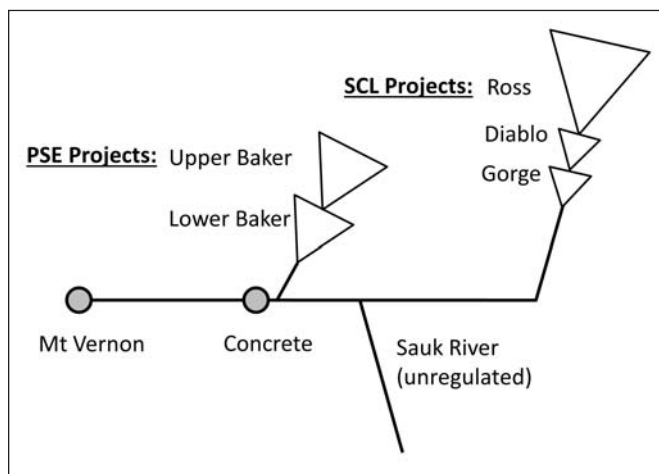 SCL Projects: Ross
Diablo
Gorge
PSE Projects: Upper Baker
Lower Baker
Mt Vernon
Concrete
Sauk River
(unregulated)